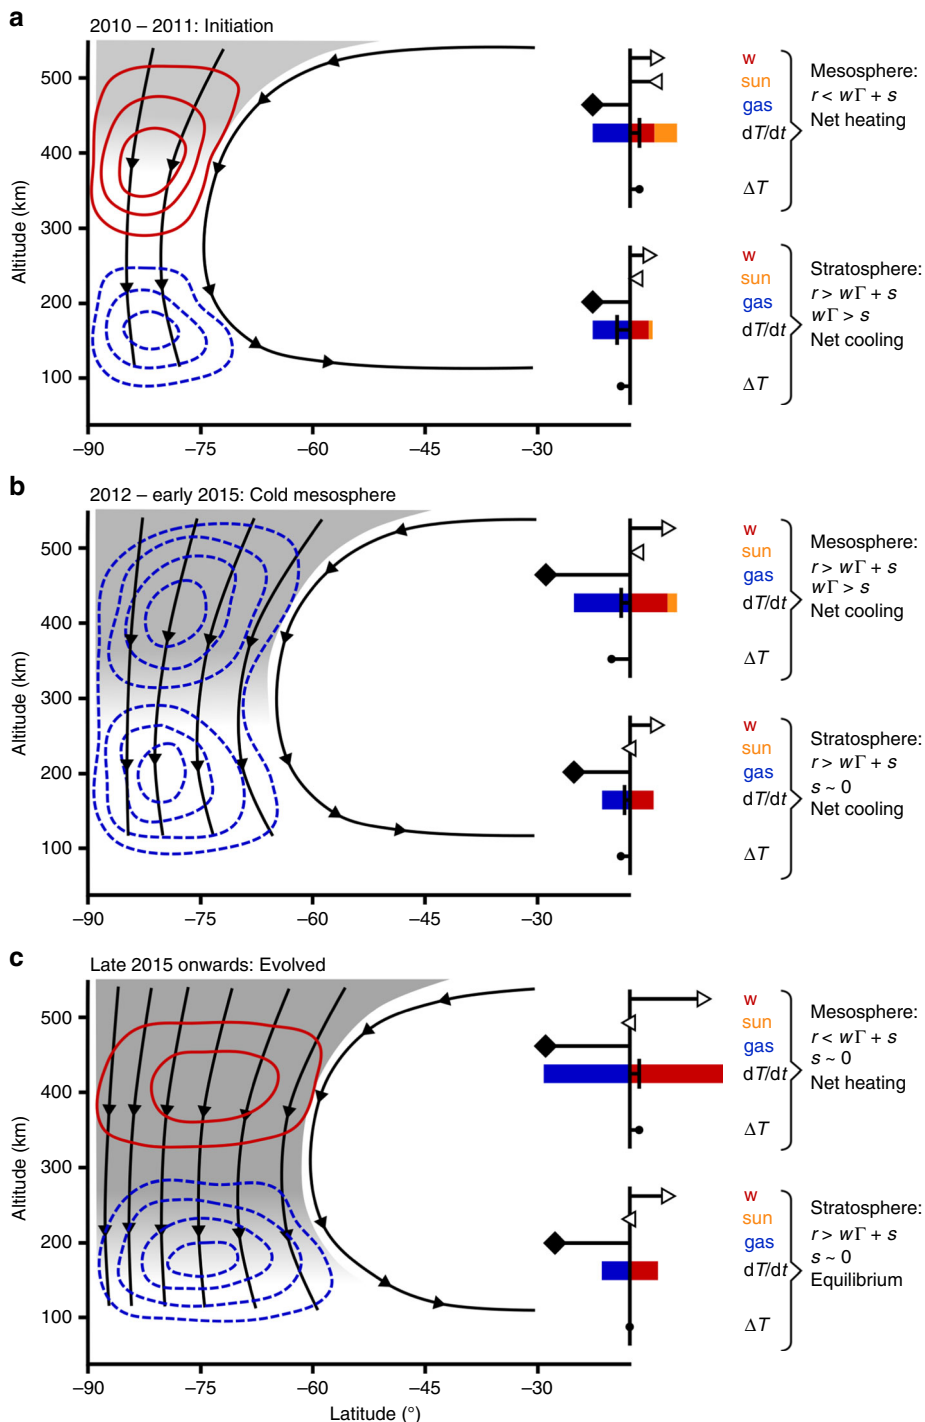 a
2010 – 2011: Initiation
500
400
300
200
100
Altitude (km)
–90
–75
–60
–45
–30
w
sun
gas
dT/dt
ΔT
Mesosphere:
r < wΓ + s
Net heating
w
sun
gas
dT/dt
ΔT
Stratosphere:
r > wΓ + s
wΓ > s
Net cooling
b
2012 – early 2015: Cold mesosphere
500
400
300
200
100
Altitude (km)
–90
–75
–60
–45
–30
w
sun
gas
dT/dt
ΔT
Mesosphere:
r > wΓ + s
wΓ > s
Net cooling
w
sun
gas
dT/dt
ΔT
Stratosphere:
r > wΓ + s
s ~ 0
Net cooling
c
Late 2015 onwards: Evolved
500
400
300
200
100
Altitude (km)
–90
–75
–60
–45
–30
Latitude (°)
w
sun
gas
dT/dt
ΔT
Mesosphere:
r < wΓ + s
s ~ 0
Net heating
w
sun
gas
dT/dt
ΔT
Stratosphere:
r > wΓ + s
s ~ 0
Equilibrium